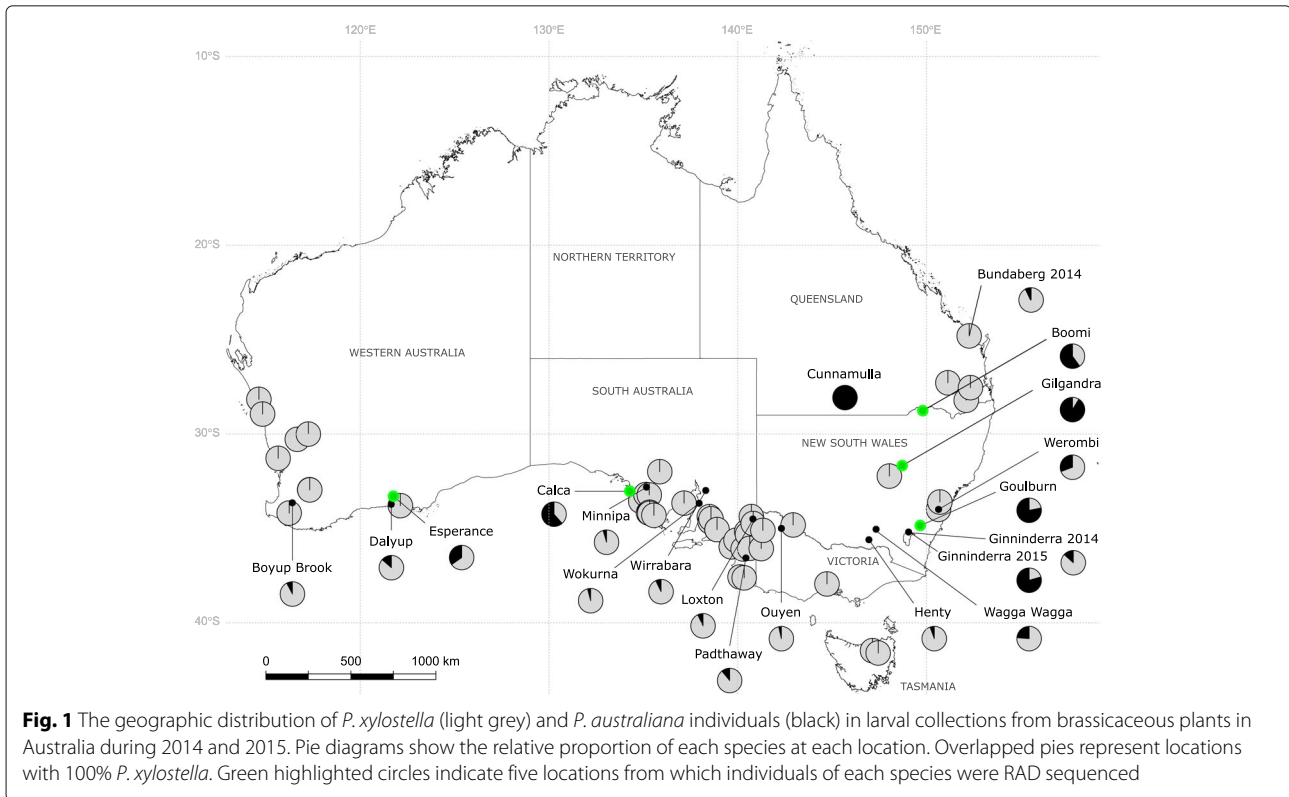 120°E 130°E 140°E 150°E
10°S
20°S
NORTHERN TERRITORY
Bundaberg 2014
QUEENSLAND
Boomi
WESTERN AUSTRALIA
Cunnamulla
Gilgandra
SOUTH AUSTRALIA
30°S
NEW SOUTH WALES
Werombi
Calca
Goulburn
Minnipa
Esperance
Ginninderra 2014
Dalyup
Ginninderra 2015
VICTORIA
Boyup Brook
Wirrabara
Wokurna
Loxton
Ouyen
Henty
Wagga Wagga
40°S
Padthaway
0 500 1000 km
TASMANIA
Fig. 1 The geographic distribution of P. xylostella (light grey) and P. australiana individuals (black) in larval collections from brassicaceous plants in
Australia during 2014 and 2015. Pie diagrams show the relative proportion of each species at each location. Overlapped pies represent locations
with 100% P. xylostella. Green highlighted circles indicate five locations from which individuals of each species were RAD sequenced